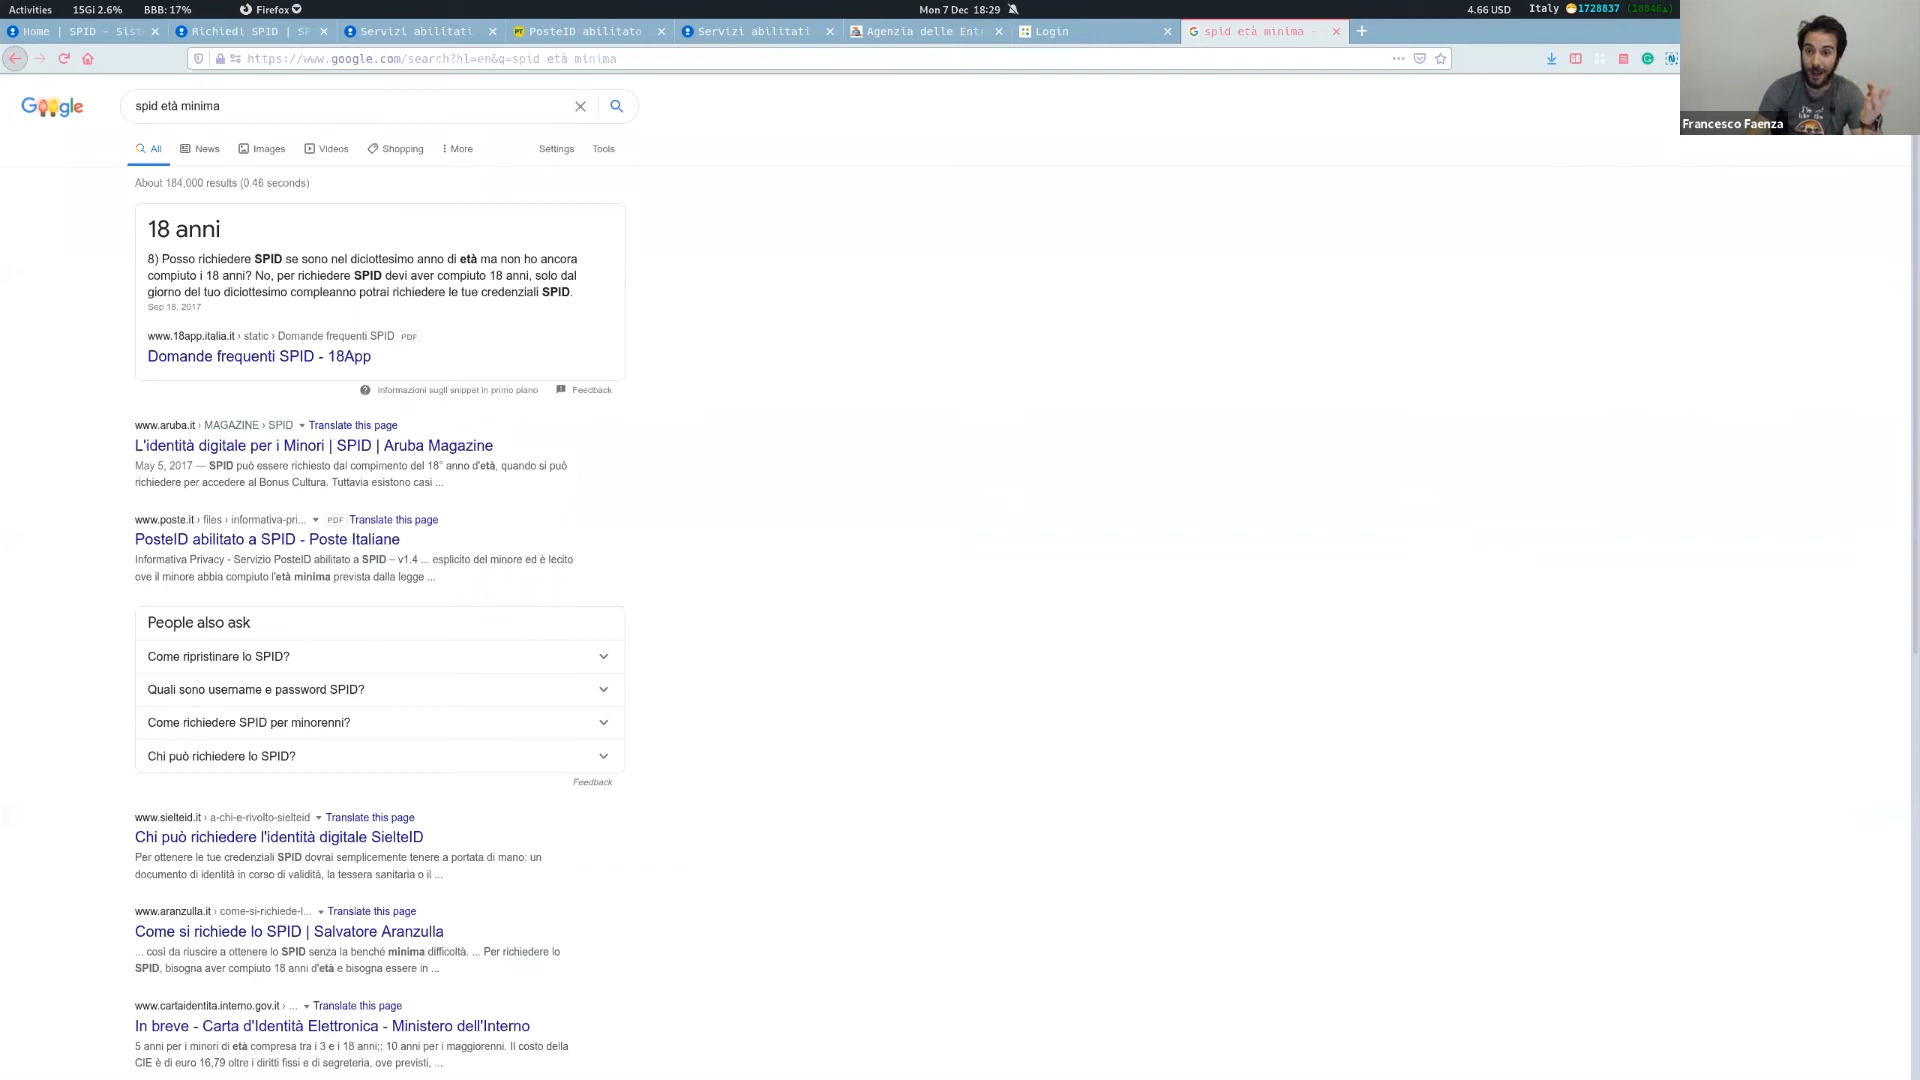 Activities 15Gi 2.6% BBB: 17% Firefox Mon 7 Dec 18:29 4.66 USD Italy 1728837 (18846▲)
Home | SPID - Sist Richiedi SPID | SP Servizi abilitati PosteID abilitato Servizi abilitati Agenzia delle Entr Login spid età minima -
https://www.google.com/search?hl=en&q=spid età minima
Francesco Faenza
Google
spid età minima
All News Images Videos Shopping More Settings Tools
About 184,000 results (0.46 seconds)
18 anni
8) Posso richiedere SPID se sono nel diciottesimo anno di età ma non ho ancora
compiuto i 18 anni? No, per richiedere SPID devi aver compiuto 18 anni, solo dal
giorno del tuo diciottesimo compleanno potrai richiedere le tue credenziali SPID.
Sep 18, 2017
www.18app.italia.it › static › Domande frequenti SPID PDF
Domande frequenti SPID - 18App
Informazioni sugli snippet in primo piano Feedback
www.aruba.it › MAGAZINE › SPID Translate this page
L'identità digitale per i Minori | SPID | Aruba Magazine
May 5, 2017 — SPID può essere richiesto dal compimento del 18° anno d'età, quando si può
richiedere per accedere al Bonus Cultura. Tuttavia esistono casi ...
www.poste.it › files › informativa-pri... PDF Translate this page
PosteID abilitato a SPID - Poste Italiane
Informativa Privacy - Servizio PosteID abilitato a SPID – v1.4 ... esplicito del minore ed è lecito
ove il minore abbia compiuto l'età minima prevista dalla legge ...
People also ask
Come ripristinare lo SPID?
Quali sono username e password SPID?
Come richiedere SPID per minorenni?
Chi può richiedere lo SPID?
Feedback
www.sielteid.it › a-chi-e-rivolto-sielteid Translate this page
Chi può richiedere l'identità digitale SielteID
Per ottenere le tue credenziali SPID dovrai semplicemente tenere a portata di mano: un
documento di identità in corso di validità, la tessera sanitaria o il ...
www.aranzulla.it › come-si-richiede-l... Translate this page
Come si richiede lo SPID | Salvatore Aranzulla
... così da riuscire a ottenere lo SPID senza la benché minima difficoltà. ... Per richiedere lo
SPID, bisogna aver compiuto 18 anni d'età e bisogna essere in ...
www.cartaidentita.interno.gov.it › ... Translate this page
In breve - Carta d'Identità Elettronica - Ministero dell'Interno
5 anni per i minori di età compresa tra i 3 e i 18 anni;; 10 anni per i maggiorenni. Il costo della
CIE è di euro 16,79 oltre i diritti fissi e di segreteria, ove previsti, ...